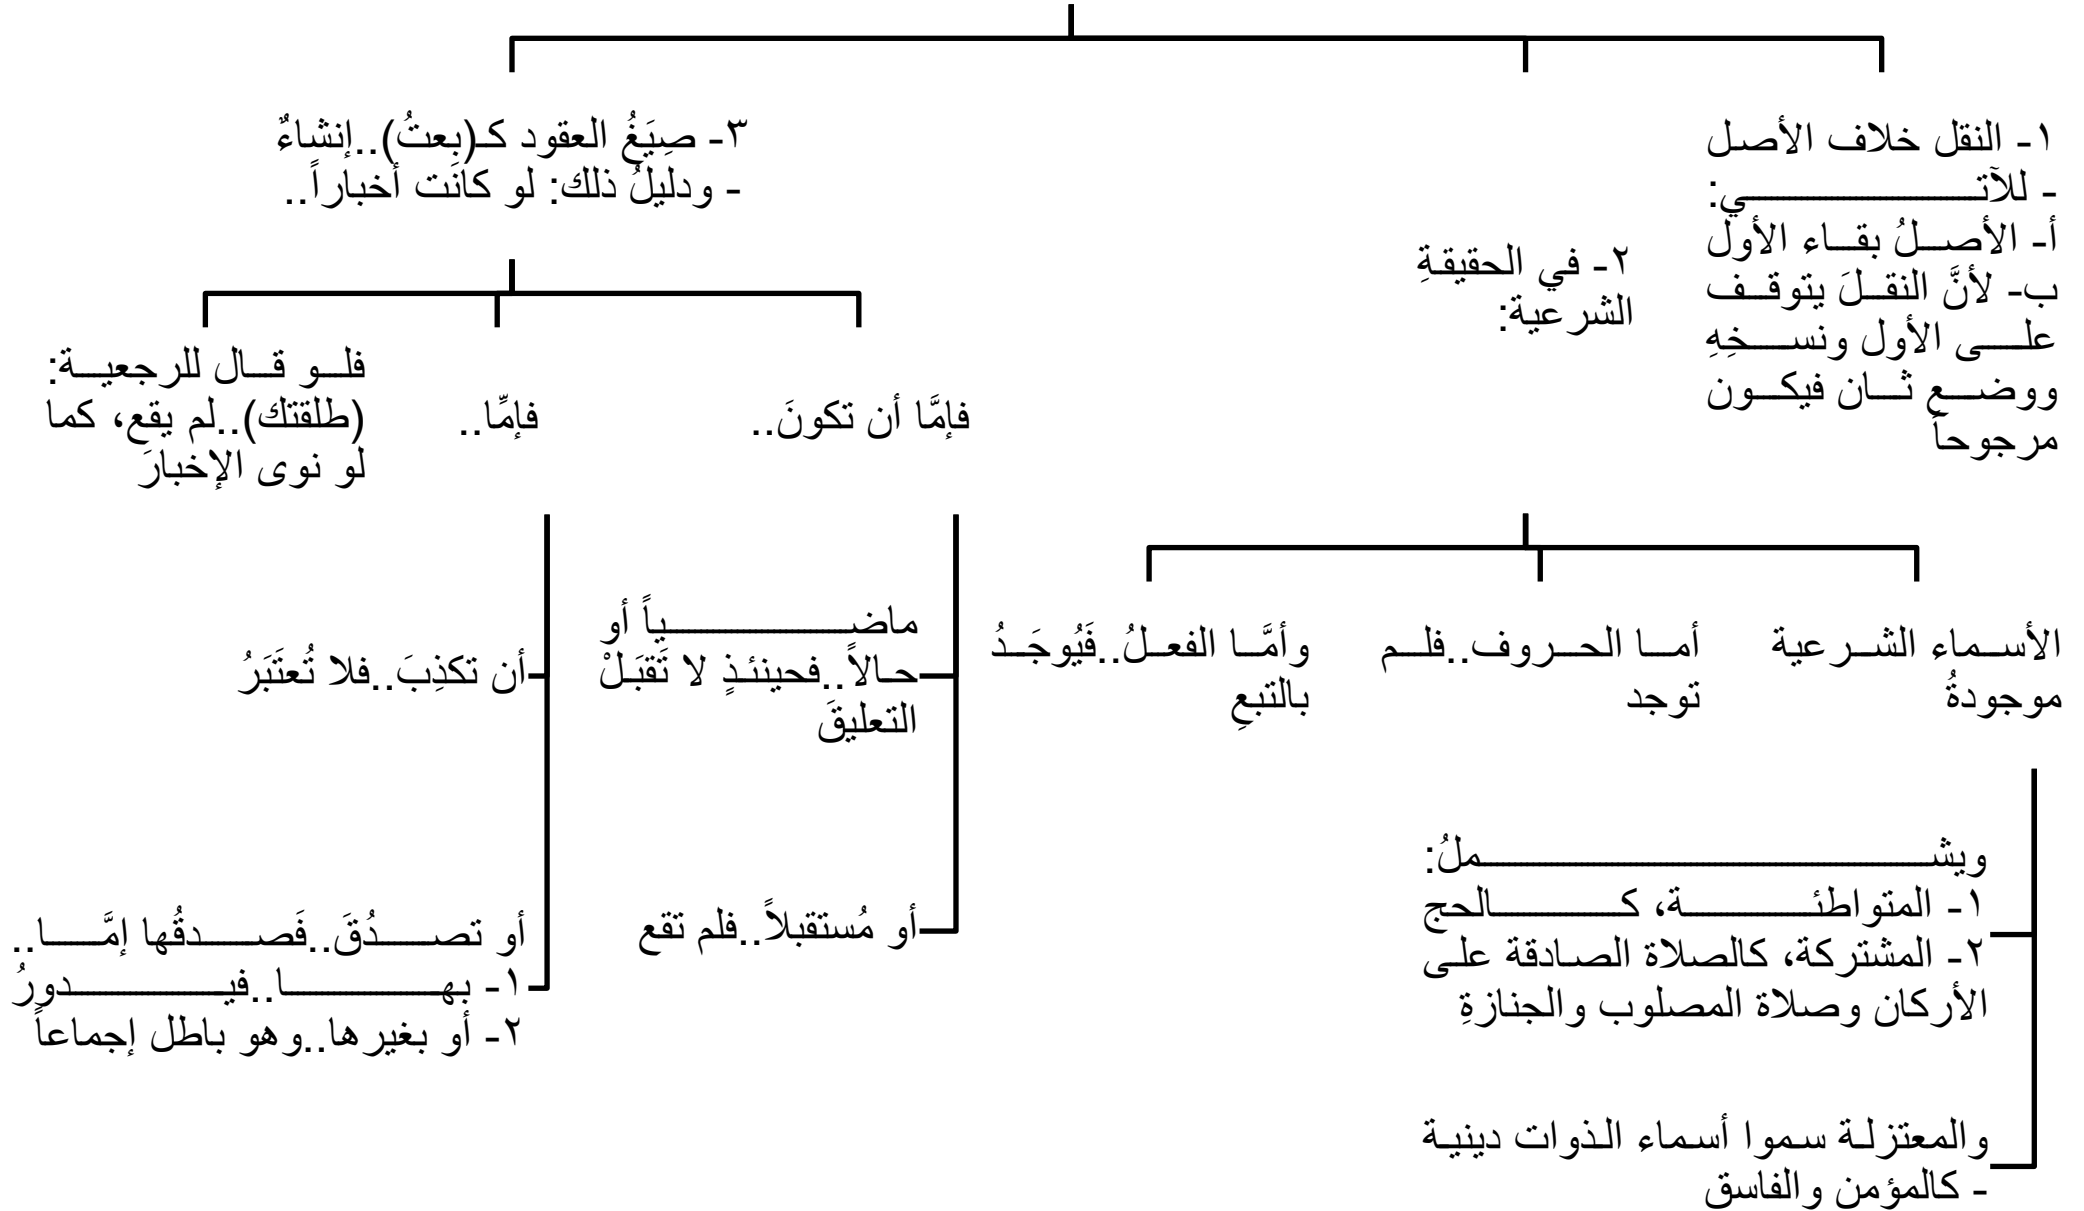 ١- النقل خلاف الأصل
- للآتي:
أ- الأصلُ بقاء الأول
ب- لأنَّ النقلَ يتوقف
على الأول ونسخِهِ
ووضع ثان فيكون
مرجوحاً
٢- في الحقيقةِ
الشرعية:
٣- صِيَغُ العقود كـ(بعتُ)..إنشاءٌ
- ودليلُ ذلك: لو كانَت أخباراً..
فإمَّا أن تكونَ..
فإمِّا..
فلو قال للرجعية:
(طلقتك)..لم يقع، كما
لو نوى الإخبارَ
الأسماء الشرعية
موجودةُ
أما الحروف..فلم
توجد
وأمَّا الفعلُ..فَيُوجَدُ
بالتبعِ
ماضياً أو
حالاً..فحينئذٍ لا تَقبَلْ
التعليقَ
أو مُستقبلاً..فلم تقع
أن تكذِبَ..فلا تُعتَبَرُ
أو تصدُقَ..فَصدقُها إمَّا..
١- بها..فيدورُ
٢- أو بغيرها..وهو باطل إجماعاً
ويشملُ:
١- المتواطئة، كالحج
٢- المشتركة، كالصلاة الصادقة على
الأركان وصلاة المصلوب والجنازةِ
والمعتزلة سموا أسماء الذوات دينية
- كالمؤمن والفاسق